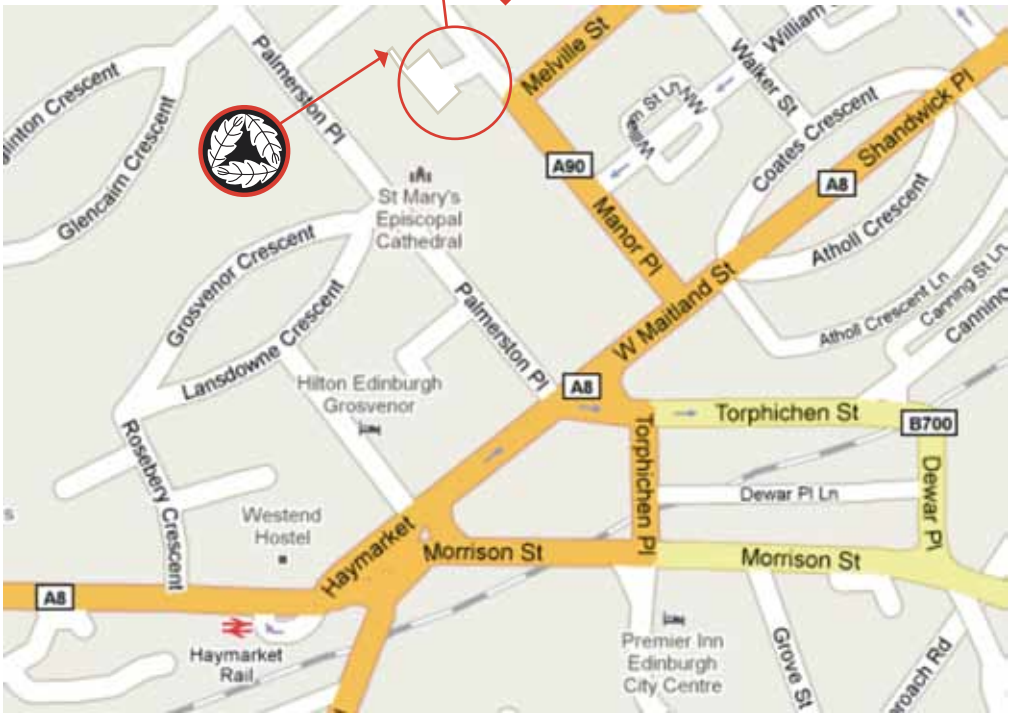 Palmerston Pl
Melville St
Walker St
William
Shandwick Pl
Crescent
Glencairn Crescent
St Ln NW
Coates Crescent
A90
A8
St Mary's
Episcopal
Cathedral
Manor Pl
Atholl Crescent
Grosvenor Crescent
W Maitland St
Atholl Crescent Ln
Canning St Ln
Canning
Palmerston Pl
Lansdowne Crescent
Hilton Edinburgh
Grosvenor
A8
Torphichen St
B700
Rosebery Crescent
Torphichen Pl
Dewar Pl Ln
Dewar Pl
Westend
Hostel
Haymarket
Morrison St
Morrison St
A8
Haymarket
Rail
Premier Inn
Edinburgh
City Centre
Grove St
Rd